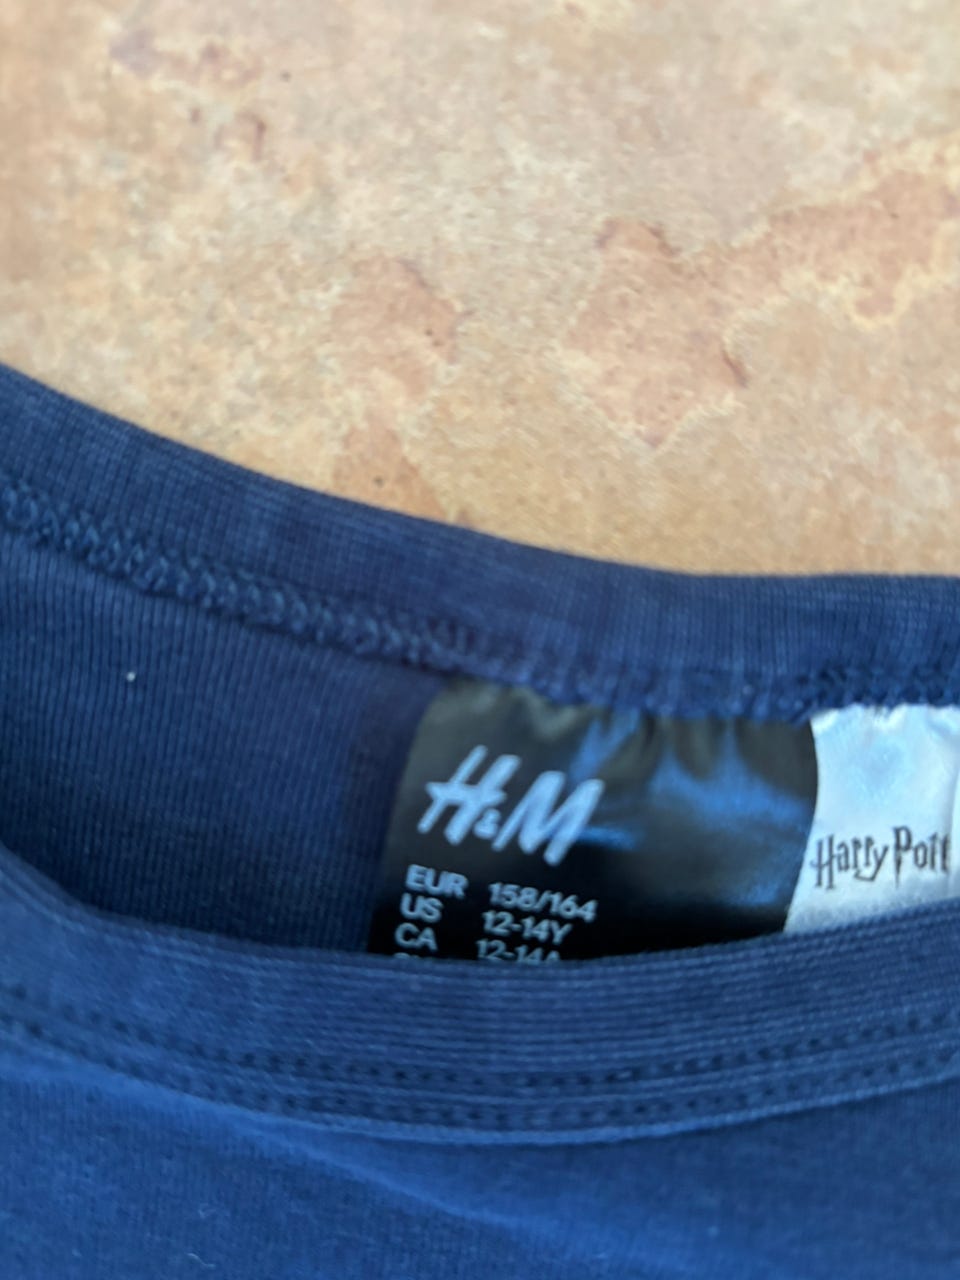 H&M
EUR 158/164
US 12-14Y
CA 12-14A
Harry Pott